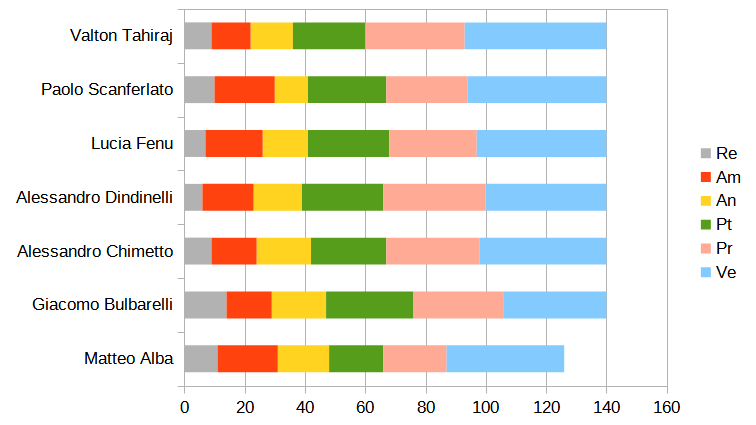 Valton Tahiraj
Paolo Scanferlato
Lucia Fenu
Alessandro Dindinelli
Alessandro Chimetto
Giacomo Bulbarelli
Matteo Alba
0 20 40 60 80 100 120 140 160
Re
Am
An
Pt
Pr
Ve